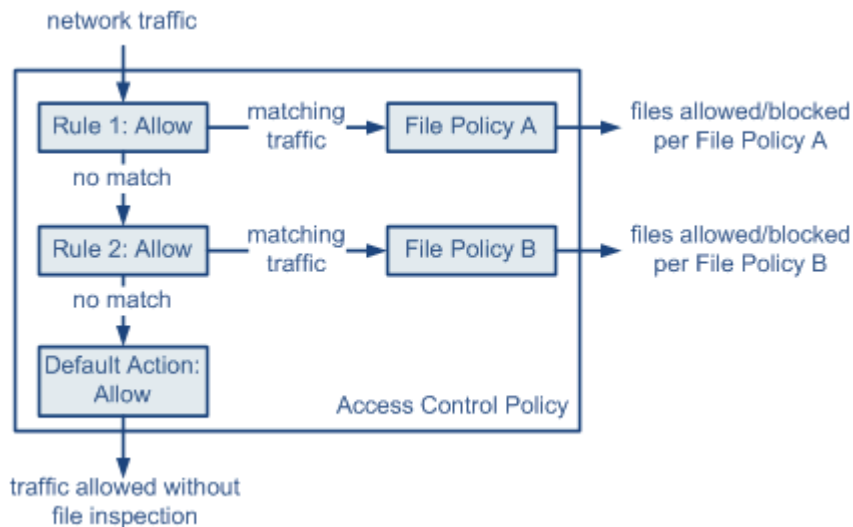 network traffic
Rule 1: Allow
matching
traffic
File Policy A
files allowed/blocked
per File Policy A
no match
Rule 2: Allow
matching
traffic
File Policy B
files allowed/blocked
per File Policy B
no match
Default Action:
Allow
Access Control Policy
traffic allowed without
file inspection